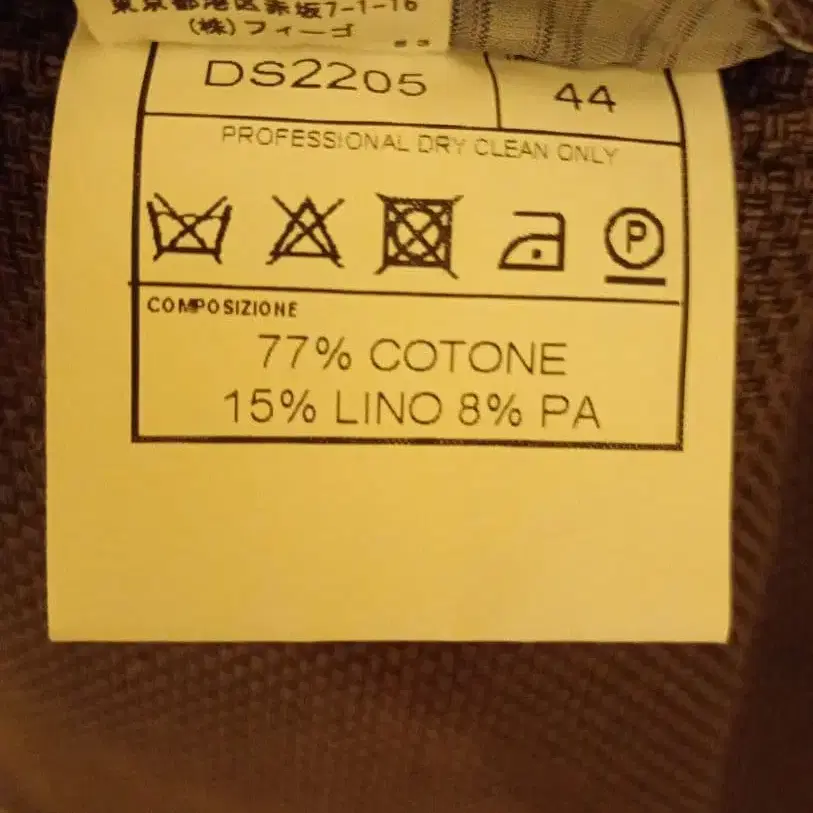 東京都港区赤坂7-1-16
(株)フィーゴ
DS2205
44
PROFESSIONAL DRY CLEAN ONLY
P
COMPOSIZIONE
77% COTONE
15% LINO 8% PA